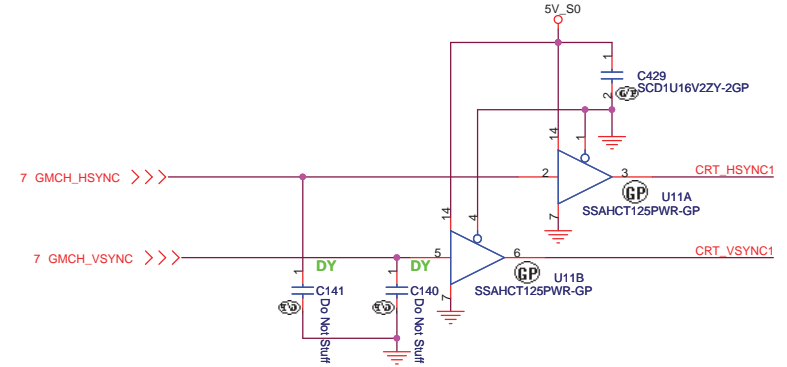 5V_S0
1
C429
SCD1U16V2ZY-2GP
2
G/P
14
1
7 GMCH_HSYNC
2
3
CRT_HSYNC1
GP
U11A
SSAHCT125PWR-GP
7
14
4
7 GMCH_VSYNC
5
6
CRT_VSYNC1
DY
DY
GP
U11B
SSAHCT125PWR-GP
7
1
C141
Do Not Stuff
1
C140
Do Not Stuff